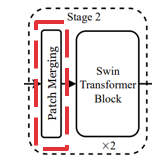 Stage 2
Patch Merging
Swin
Transformer
Block
×2